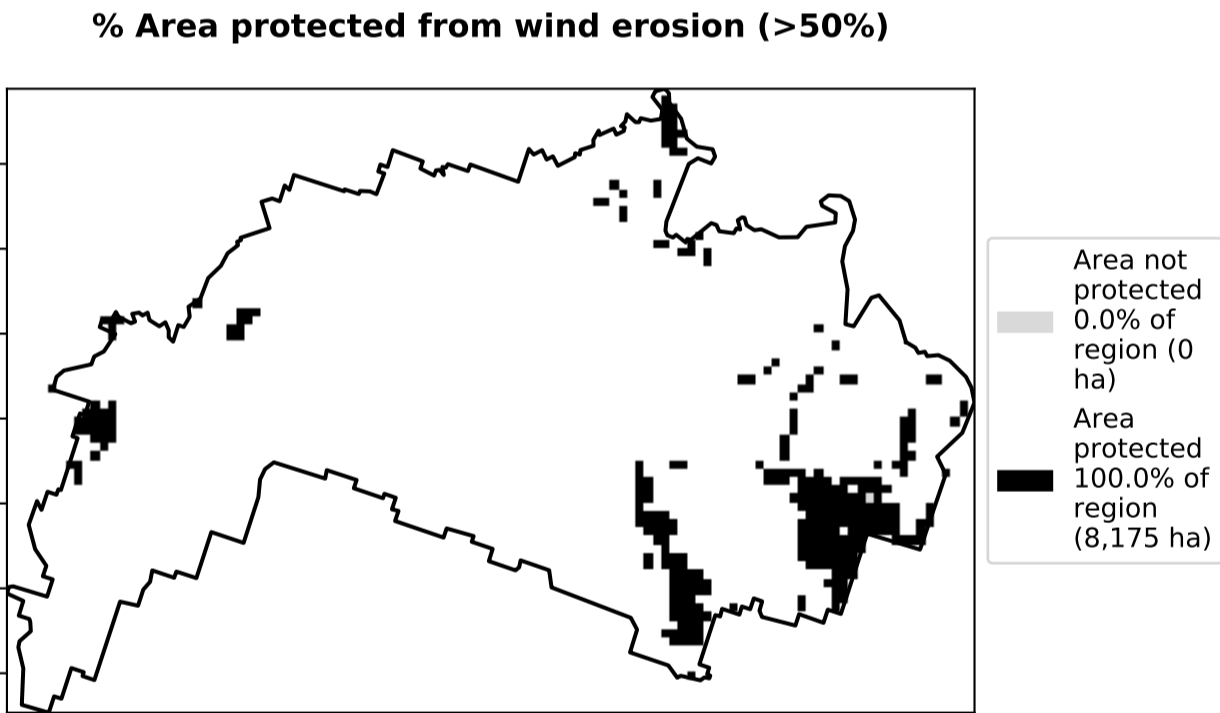 % Area protected from wind erosion (>50%)
Area not
protected
0.0% of
region (0
ha)
Area
protected
100.0% of
region
(8,175 ha)